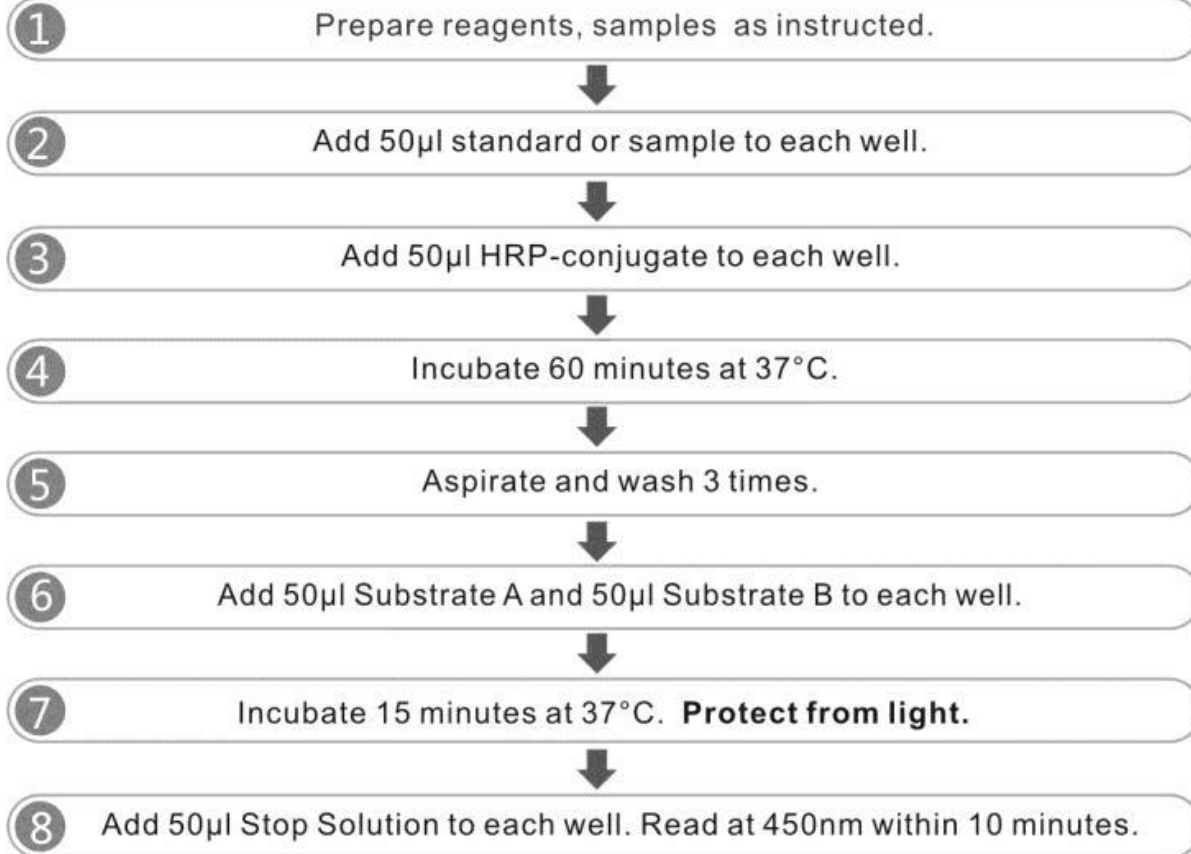 1 Prepare reagents, samples as instructed.
2 Add 50µl standard or sample to each well.
3 Add 50µl HRP-conjugate to each well.
4 Incubate 60 minutes at 37°C.
5 Aspirate and wash 3 times.
6 Add 50µl Substrate A and 50µl Substrate B to each well.
7 Incubate 15 minutes at 37°C. Protect from light.
8 Add 50µl Stop Solution to each well. Read at 450nm within 10 minutes.